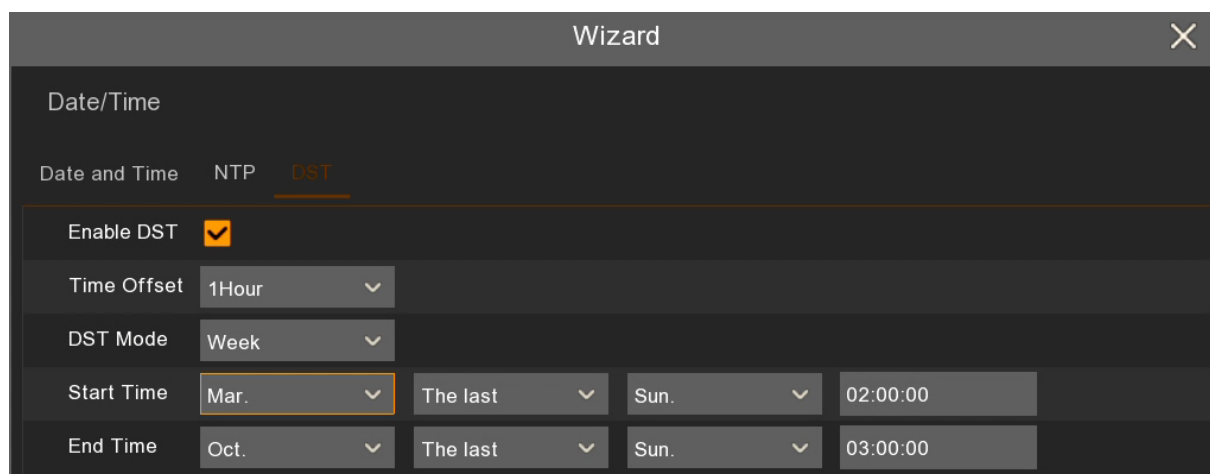 Wizard
Date/Time
Date and Time NTP DST
Enable DST
Time Offset 1Hour
DST Mode Week
Start Time Mar. The last Sun. 02:00:00
End Time Oct. The last Sun. 03:00:00